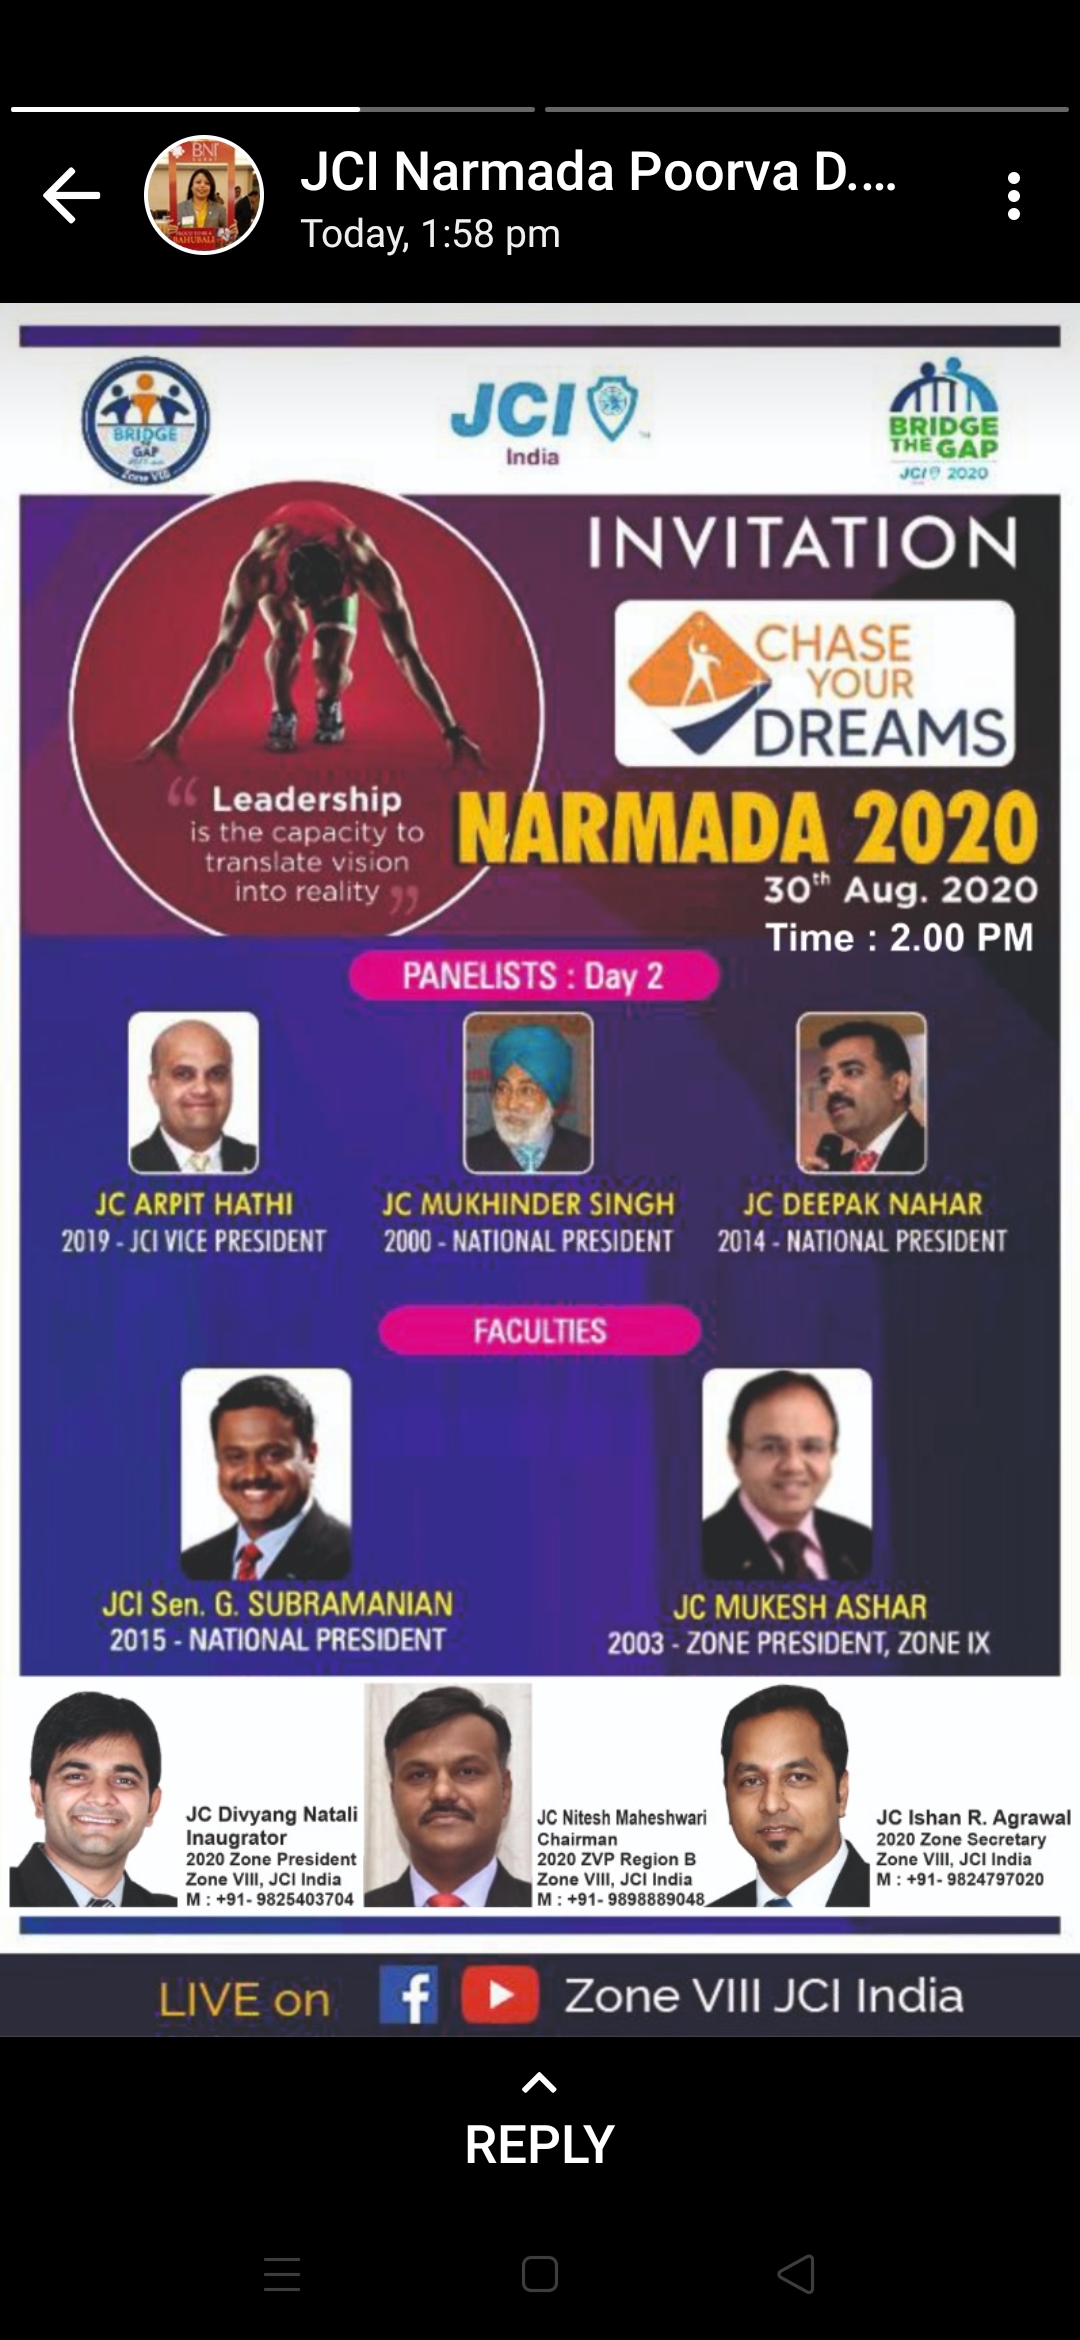 JCI Narmada Poorva D....
Today, 1:58 pm
BNI
BAHUBALI
BRIDGE
GAP
Zone VIII
JCI
India
BRIDGE
THE GAP
JCI 2020
INVITATION
CHASE
YOUR
DREAMS
“ Leadership
is the capacity to
translate vision
into reality ”
NARMADA 2020
30th Aug. 2020
Time : 2.00 PM
PANELISTS : Day 2
JC ARPIT HATHI
2019 - JCI VICE PRESIDENT
JC MUKHINDER SINGH
2000 - NATIONAL PRESIDENT
JC DEEPAK NAHAR
2014 - NATIONAL PRESIDENT
FACULTIES
JCI Sen. G. SUBRAMANIAN
2015 - NATIONAL PRESIDENT
JC MUKESH ASHAR
2003 - ZONE PRESIDENT, ZONE IX
JC Divyang Natali
Inaugrator
2020 Zone President
Zone VIII, JCI India
M : +91- 9825403704
JC Nitesh Maheshwari
Chairman
2020 ZVP Region B
Zone VIII, JCI India
M : +91- 9898889048
JC Ishan R. Agrawal
2020 Zone Secretary
Zone VIII, JCI India
M : +91- 9824797020
LIVE on
Zone VIII JCI India
REPLY